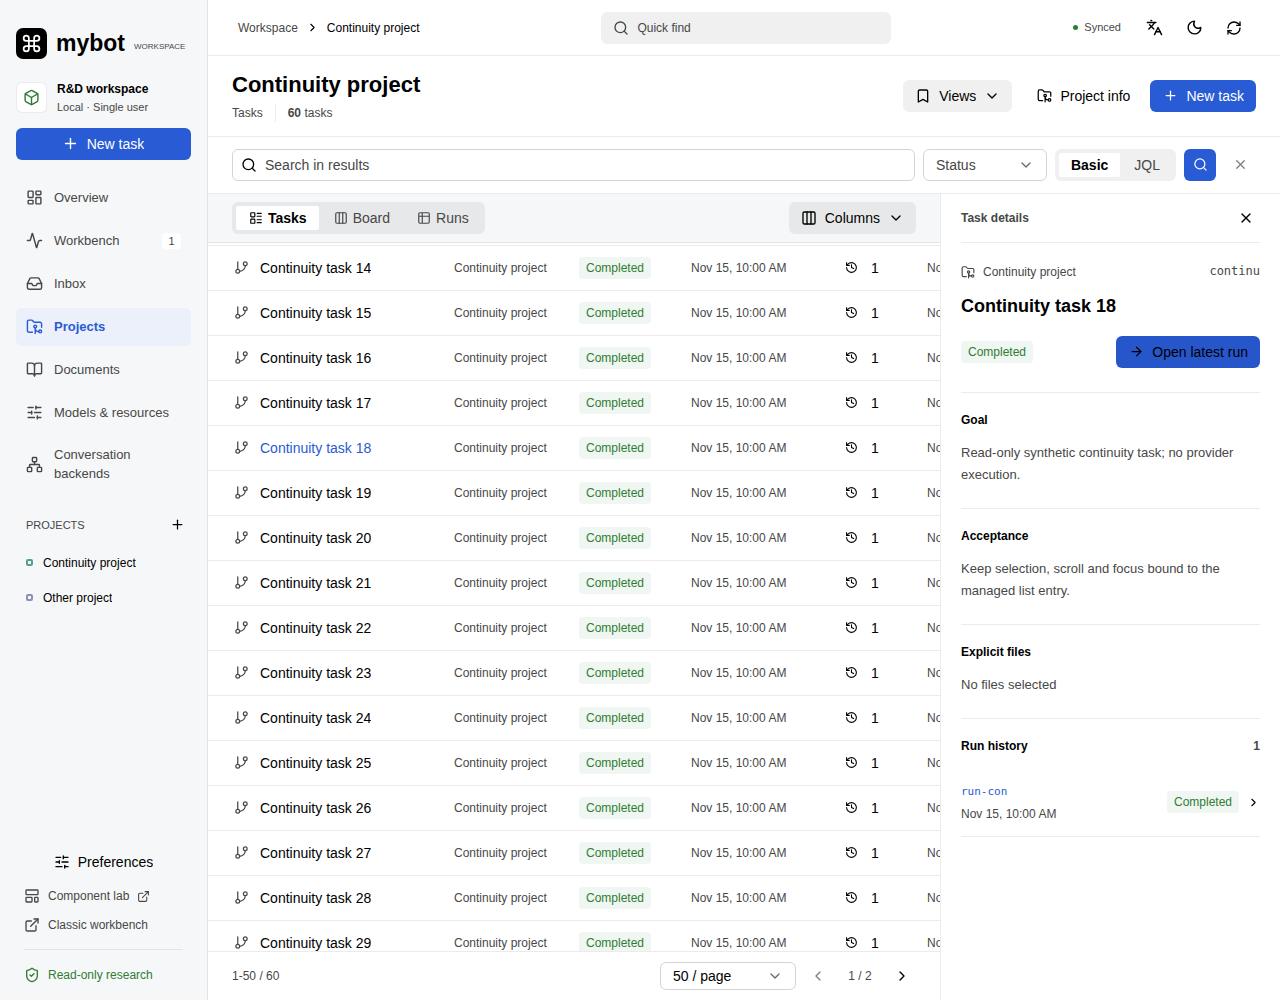 mybot WORKSPACE
R&D workspace
Local · Single user
New task
Overview
Workbench 1
Inbox
Projects
Documents
Models & resources
Conversation
backends
PROJECTS
Continuity project
Other project
Preferences
Component lab
Classic workbench
Read-only research
Workspace Continuity project
Quick find
Synced
Continuity project
Tasks 60 tasks
Views Project info New task
Search in results Status Basic JQL
Tasks Board Runs Columns
Continuity task 14 Continuity project Completed Nov 15, 10:00 AM 1 No
Continuity task 15 Continuity project Completed Nov 15, 10:00 AM 1 No
Continuity task 16 Continuity project Completed Nov 15, 10:00 AM 1 No
Continuity task 17 Continuity project Completed Nov 15, 10:00 AM 1 No
Continuity task 18 Continuity project Completed Nov 15, 10:00 AM 1 No
Continuity task 19 Continuity project Completed Nov 15, 10:00 AM 1 No
Continuity task 20 Continuity project Completed Nov 15, 10:00 AM 1 No
Continuity task 21 Continuity project Completed Nov 15, 10:00 AM 1 No
Continuity task 22 Continuity project Completed Nov 15, 10:00 AM 1 No
Continuity task 23 Continuity project Completed Nov 15, 10:00 AM 1 No
Continuity task 24 Continuity project Completed Nov 15, 10:00 AM 1 No
Continuity task 25 Continuity project Completed Nov 15, 10:00 AM 1 No
Continuity task 26 Continuity project Completed Nov 15, 10:00 AM 1 No
Continuity task 27 Continuity project Completed Nov 15, 10:00 AM 1 No
Continuity task 28 Continuity project Completed Nov 15, 10:00 AM 1 No
Continuity task 29 Continuity project Completed Nov 15, 10:00 AM 1 No
1-50 / 60 50 / page 1 / 2
Task details
Continuity project continu
Continuity task 18
Completed Open latest run
Goal
Read-only synthetic continuity task; no provider
execution.
Acceptance
Keep selection, scroll and focus bound to the
managed list entry.
Explicit files
No files selected
Run history 1
run-con
Nov 15, 10:00 AM Completed